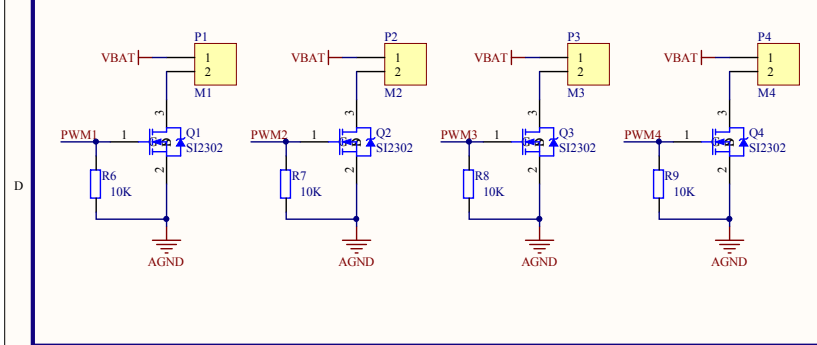 P1
VBAT
1
2
M1
3
PWM1
1
Q1
SI2302
2
R6
10K
AGND
P2
VBAT
1
2
M2
3
PWM2
1
Q2
SI2302
2
R7
10K
AGND
P3
VBAT
1
2
M3
3
PWM3
1
Q3
SI2302
2
R8
10K
AGND
P4
VBAT
1
2
M4
3
PWM4
1
Q4
SI2302
2
R9
10K
AGND
D